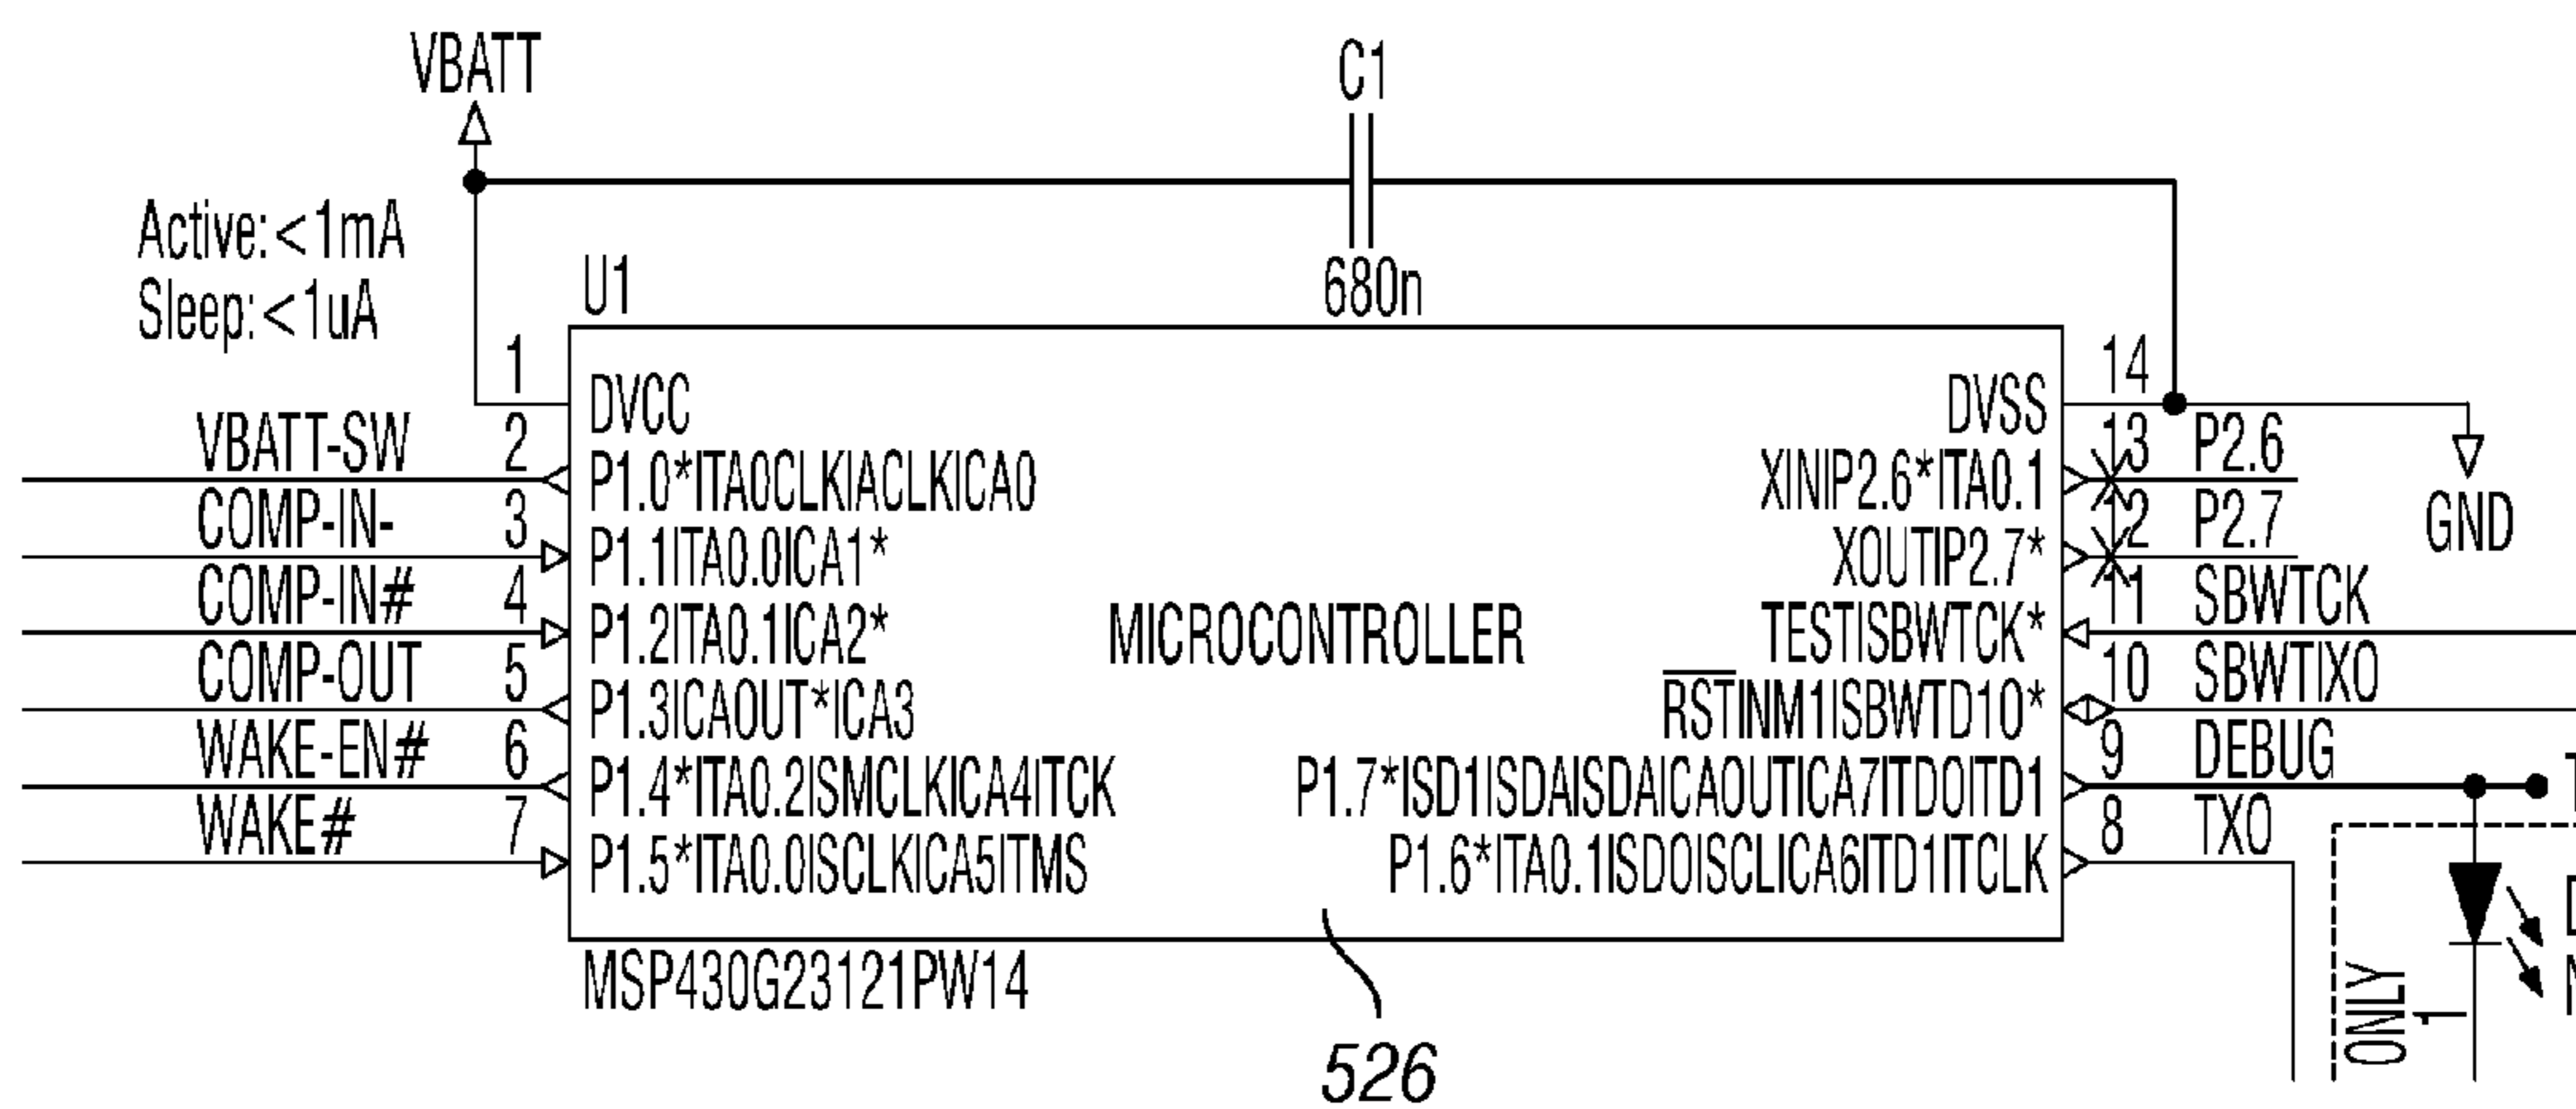 VBATT
C1
680n
Active:<1mA
Sleep:<1uA
U1
1
DVCC
VBATT-SW 2
P1.0*ITA0CLKIACLKICA0
COMP-IN- 3
P1.1ITA0.0ICA1*
COMP-IN# 4
P1.2ITA0.1ICA2*
COMP-OUT 5
P1.3ICAOUT*ICA3
WAKE-EN# 6
P1.4*ITA0.2ISMCLKICA4ITCK
WAKE# 7
P1.5*ITA0.0ISCLKICA5ITMS
MICROCONTROLLER
14
DVSS
13 P2.6
XINIP2.6*ITA0.1
12 P2.7
XOUTIP2.7*
11 SBWTCK
TESTISBWTCK*
10 SBWTIXO
RSTINM1ISBWTD1O*
9 DEBUG
P1.7*ISD1ISDAISDAICAOUTICA7ITDOITD1
8 TXO
P1.6*ITA0.1ISDOISCLICA6ITD1ITCLK
GND
MSP430G23121PW14
526
ONLY
1